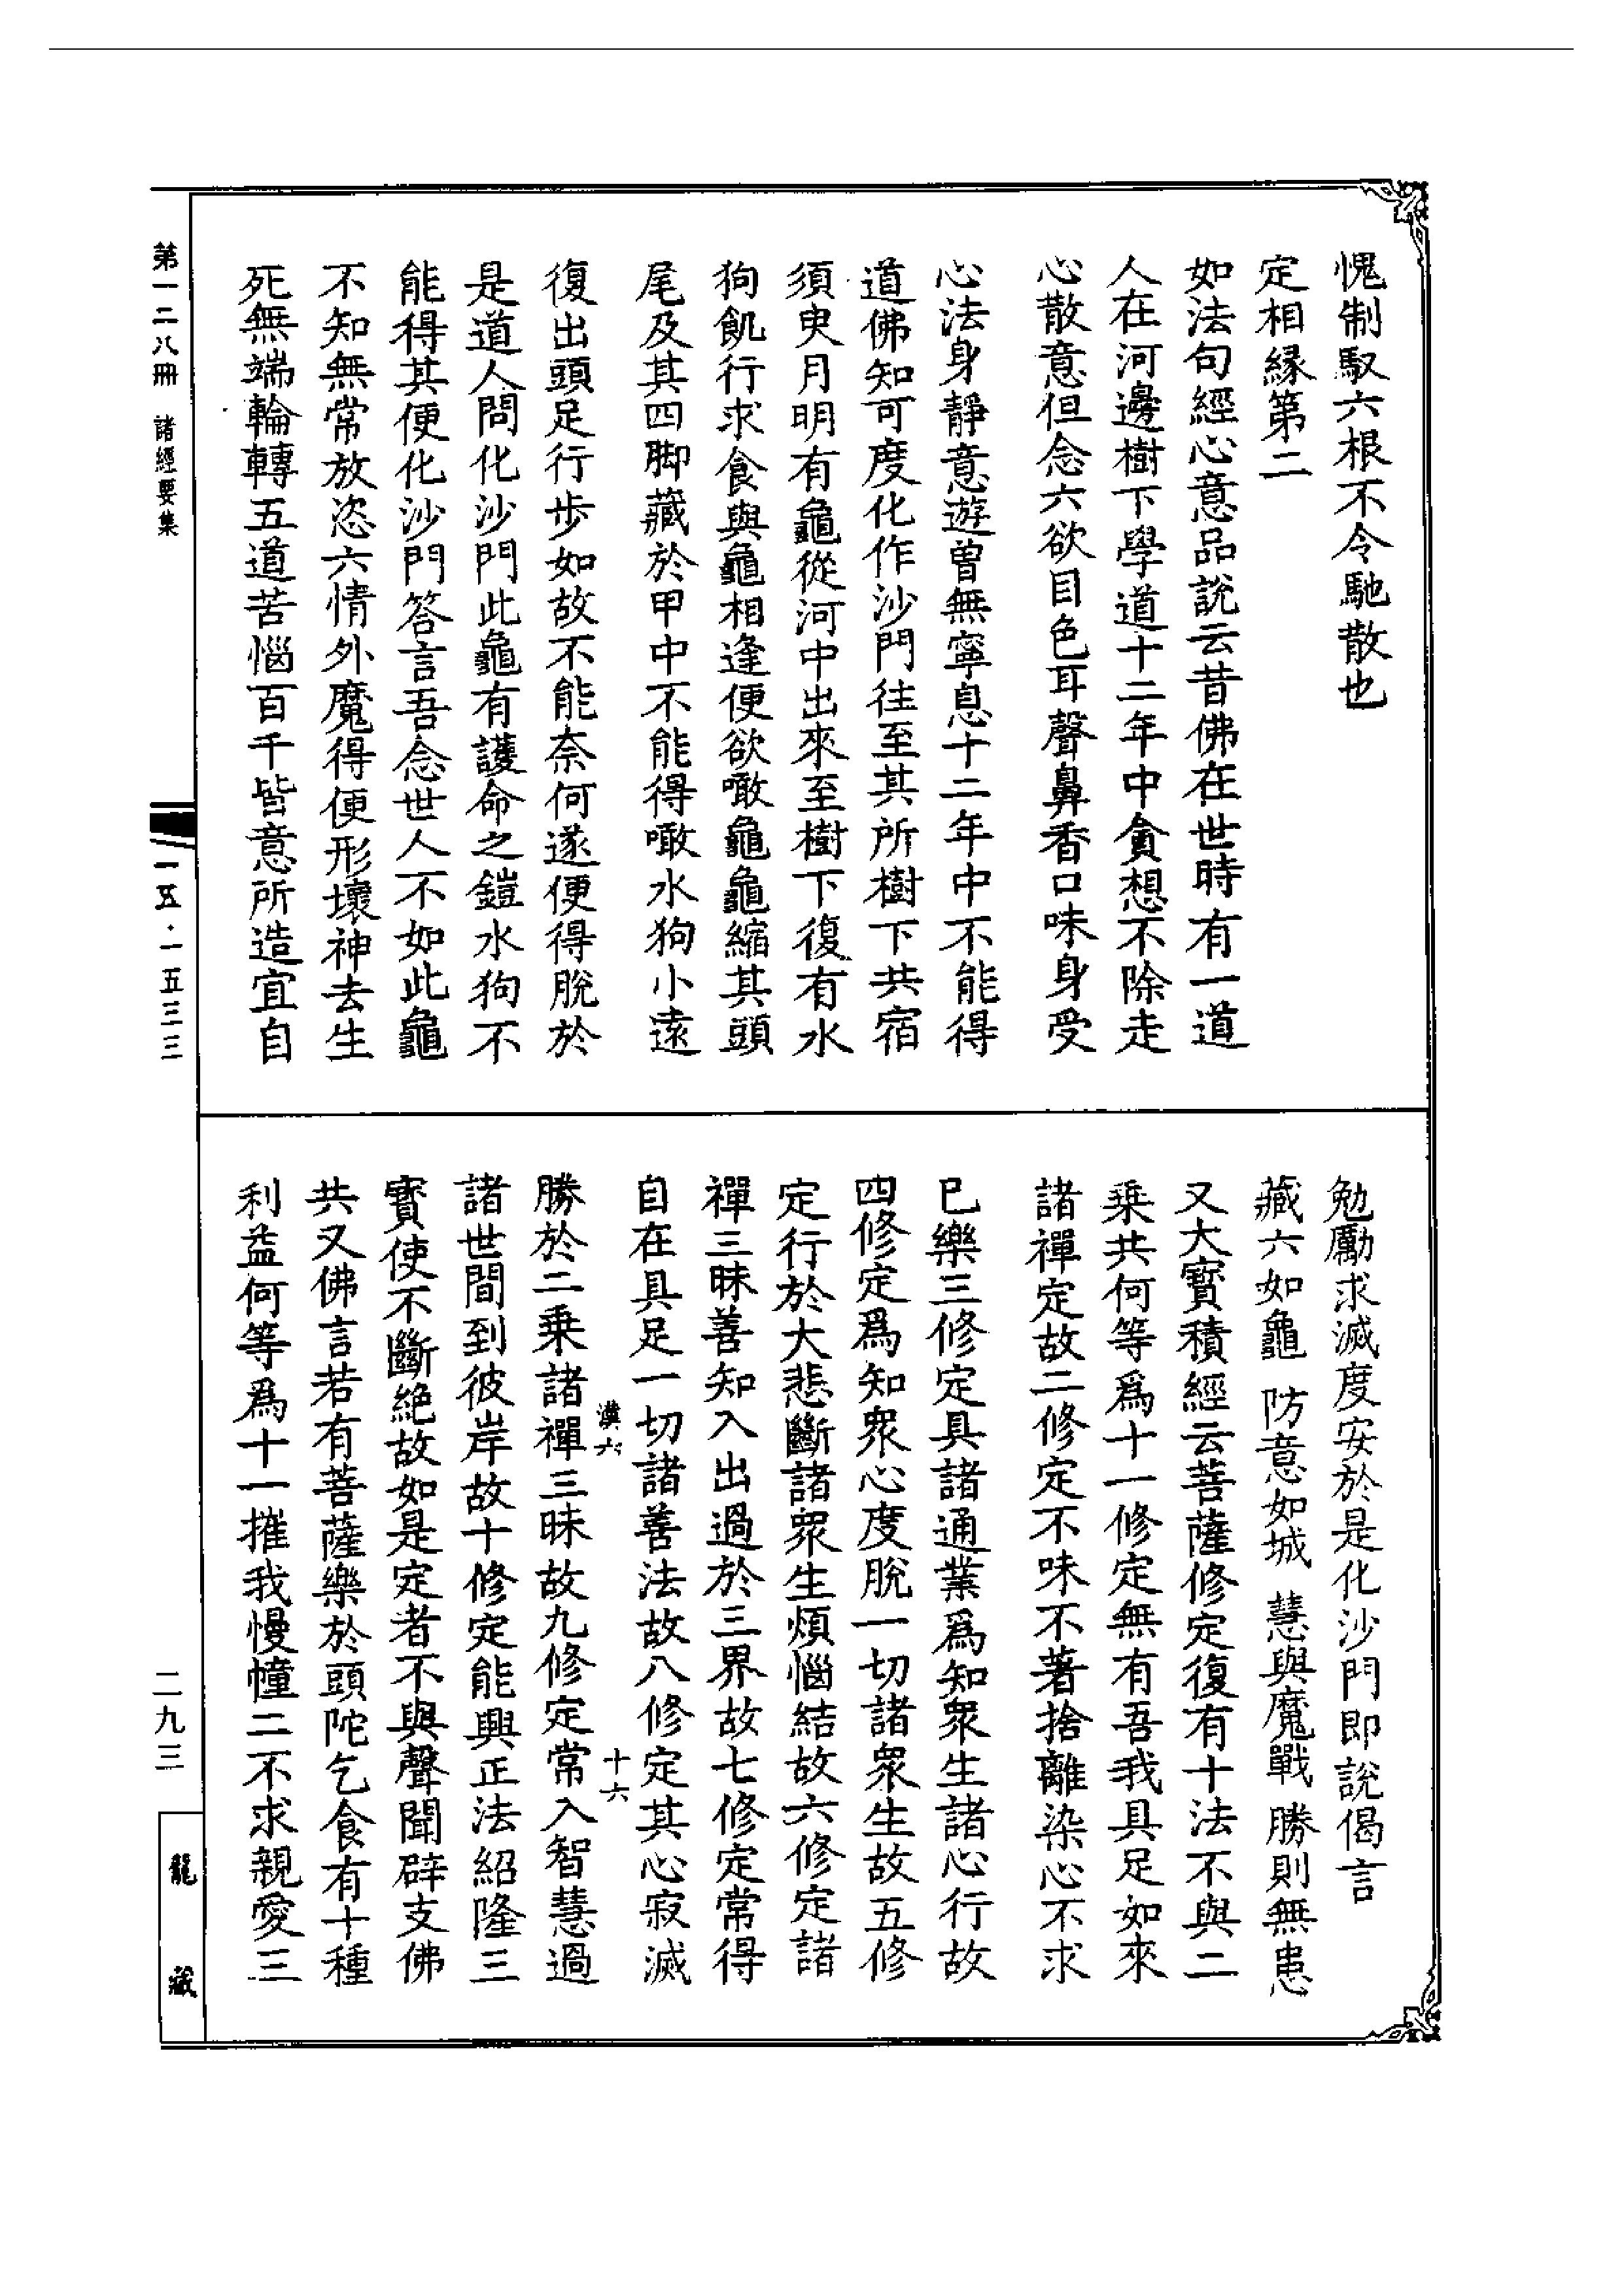 愧制馭六根不令馳散也
定相緣第二
如法句經心意品說云昔佛在世時有一道
人在河邊樹下學道十二年中貪想不除走
心散意但念六欲目色耳聲鼻香口味身受
心法身靜意遊曾無寧息十二年中不能得
道佛知可度化作沙門往至其所樹下共宿
須臾月明有龜從河中出來至樹下復有水
狗飢行求食與龜相逢便欲噉龜龜縮其頭
尾及其四脚藏於甲中不能得噉水狗小遠
復出頭足行步如故不能奈何遂便得脫於
是道人問化沙門此龜有護命之鎧水狗不
能得其便化沙門答言吾念世人不如此龜
不知無常放恣六情外魔得便形壞神去生
死無端輪轉五道苦惱百千皆意所造宜自
勉勵求滅度安於是化沙門即說偈言
藏六如龜 防意如城 慧與魔戰 勝則無患
又大寶積經云菩薩修定復有十法不與二
乗共何等爲十一修定無有吾我具足如來
諸禪定故二修定不味不著捨離染心不求
已樂三修定具諸通業爲知衆生諸心行故
四修定爲知衆心度脫一切諸衆生故五修
定行於大悲斷諸衆生煩惱結故六修定諸
禪三昧善知入出過於三界故七修定常得
自在具足一切諸善法故八修定其心寂滅
漢六 十六
勝於二乗諸禪三昧故九修定常入智慧過
諸世間到彼岸故十修定能興正法紹隆三
寶使不斷絕故如是定者不與聲聞辟支佛
共又佛言若有菩薩樂於頭陀乞食有十種
利益何等爲十一摧我慢幢二不求親愛三
第一二八冊 諸經要集
一五·一五三三
二九三
龍藏